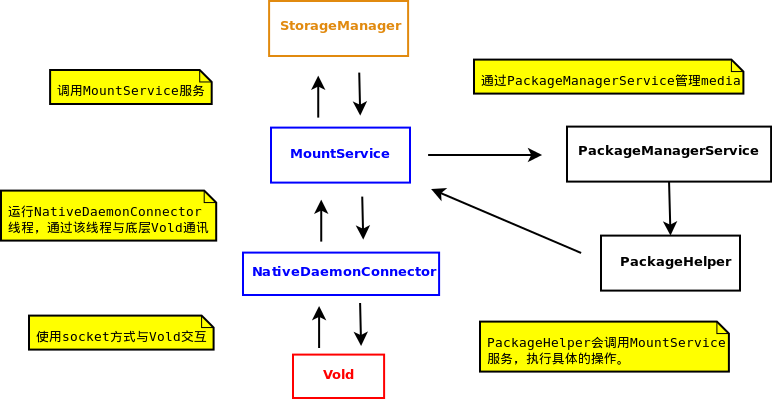 StorageManager
调用MountService服务
通过PackageManagerService管理media
MountService
PackageManagerService
运行NativeDaemonConnector
线程，通过该线程与底层Vold通讯
NativeDaemonConnector
PackageHelper
使用socket方式与Vold交互
PackageHelper会调用MountService
服务，执行具体的操作。
Vold